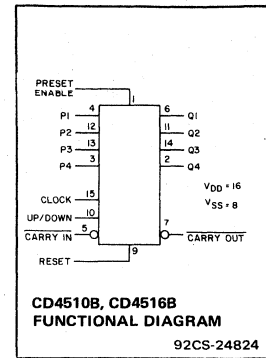 PRESET
ENABLE
1
P1 4 6 Q1
P2 12 11 Q2
P3 13 14 Q3
P4 3 2 Q4
VDD = 16
VSS = 8
CLOCK 15
UP/DOWN 10
CARRY IN 5 7 CARRY OUT
RESET 9
CD4510B, CD4516B
FUNCTIONAL DIAGRAM
92CS-24824